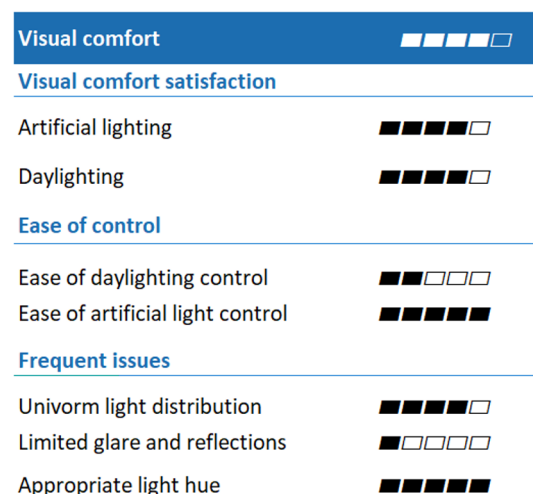 Visual comfort
Visual comfort satisfaction
Artificial lighting
Daylighting
Ease of control
Ease of daylighting control
Ease of artificial light control
Frequent issues
Univorm light distribution
Limited glare and reflections
Appropriate light hue